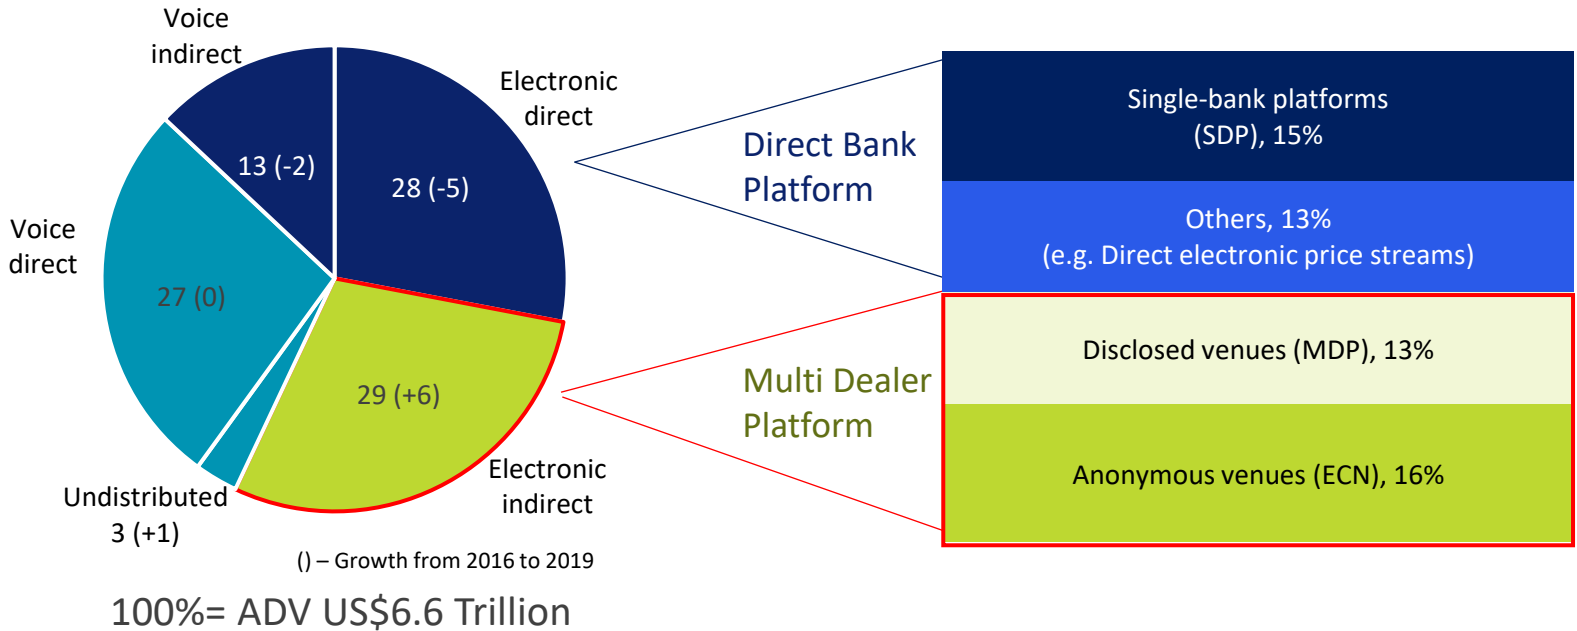 Voice
indirect
Electronic
direct
13 (-2)
28 (-5)
Voice
direct
27 (0)
29 (+6)
Undistributed
3 (+1)
Electronic
indirect
() – Growth from 2016 to 2019
100%= ADV US$6.6 Trillion
Direct Bank
Platform
Multi Dealer
Platform
Single-bank platforms
(SDP), 15%
Others, 13%
(e.g. Direct electronic price streams)
Disclosed venues (MDP), 13%
Anonymous venues (ECN), 16%